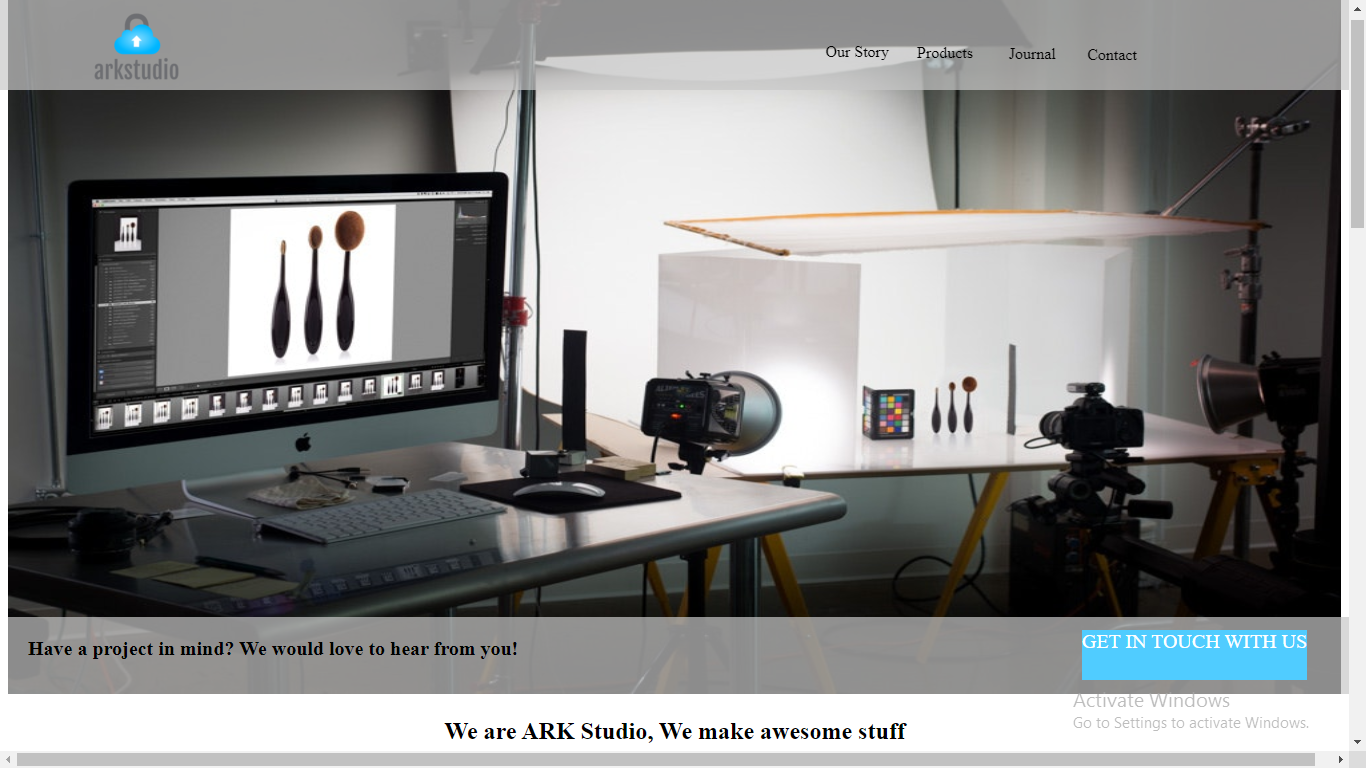 arkstudio
Our Story Products Journal Contact
Have a project in mind? We would love to hear from you!
GET IN TOUCH WITH US
Activate Windows
Go to Settings to activate Windows.
We are ARK Studio, We make awesome stuff